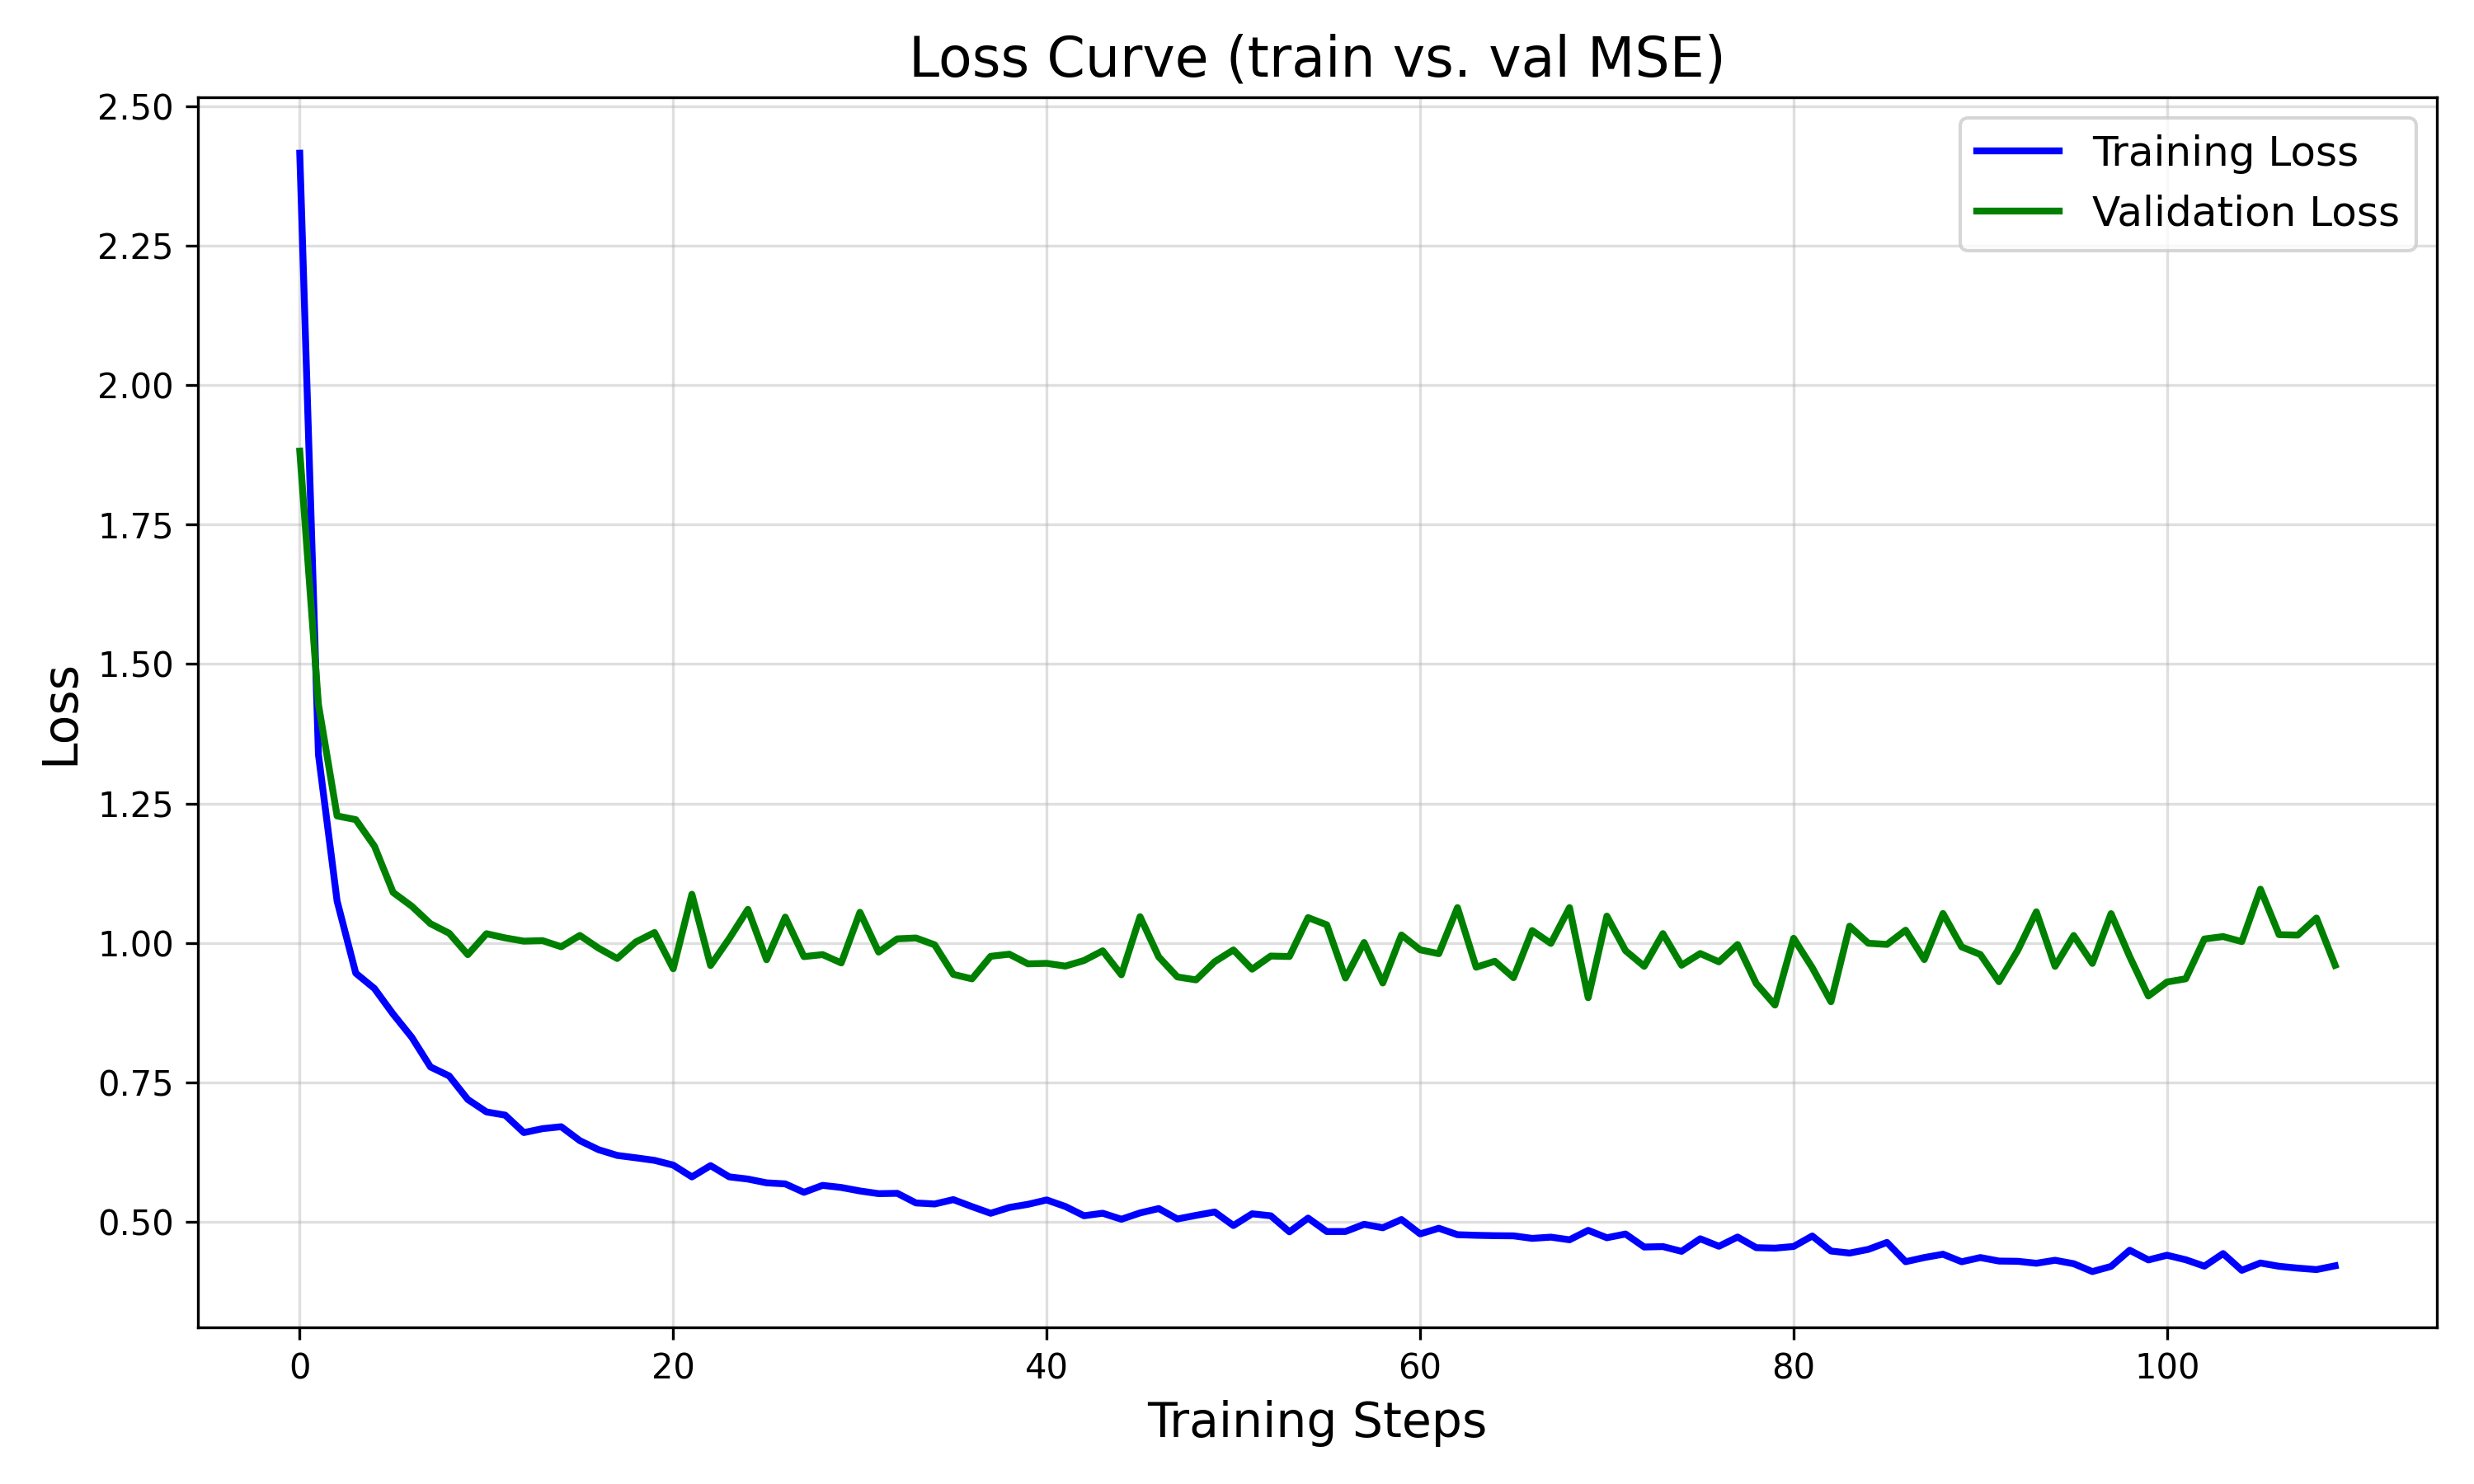 Loss Curve (train vs. val MSE)
2.50
2.25
2.00
1.75
1.50
1.25
1.00
0.75
0.50
Loss
Training Loss
Validation Loss
0 20 40 60 80 100
Training Steps